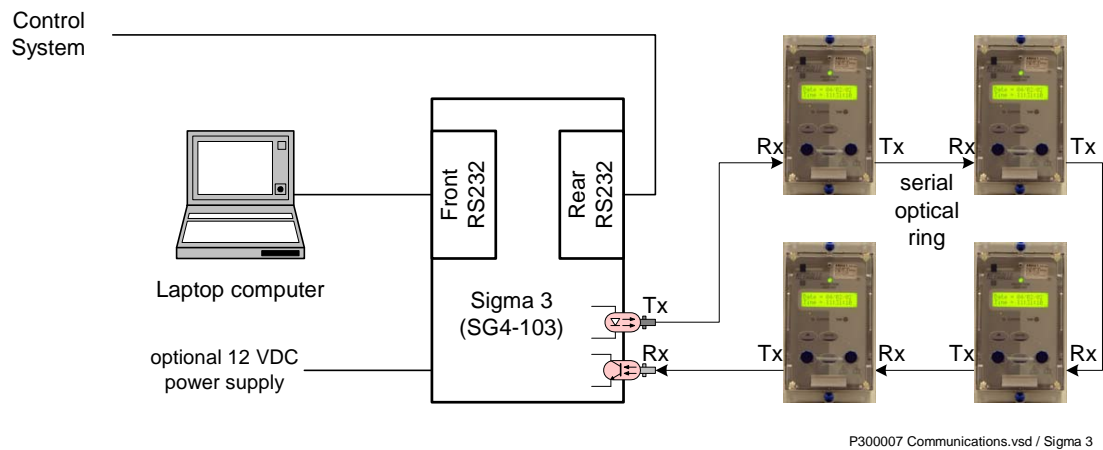 Control
System
Front
RS232
Rear
RS232
Laptop computer
Sigma 3
(SG4-103)
Tx
Rx
optional 12 VDC
power supply
Rx
Tx
Rx
Tx
serial
optical
ring
Tx
Rx
Tx
Rx
P300007 Communications.vsd / Sigma 3